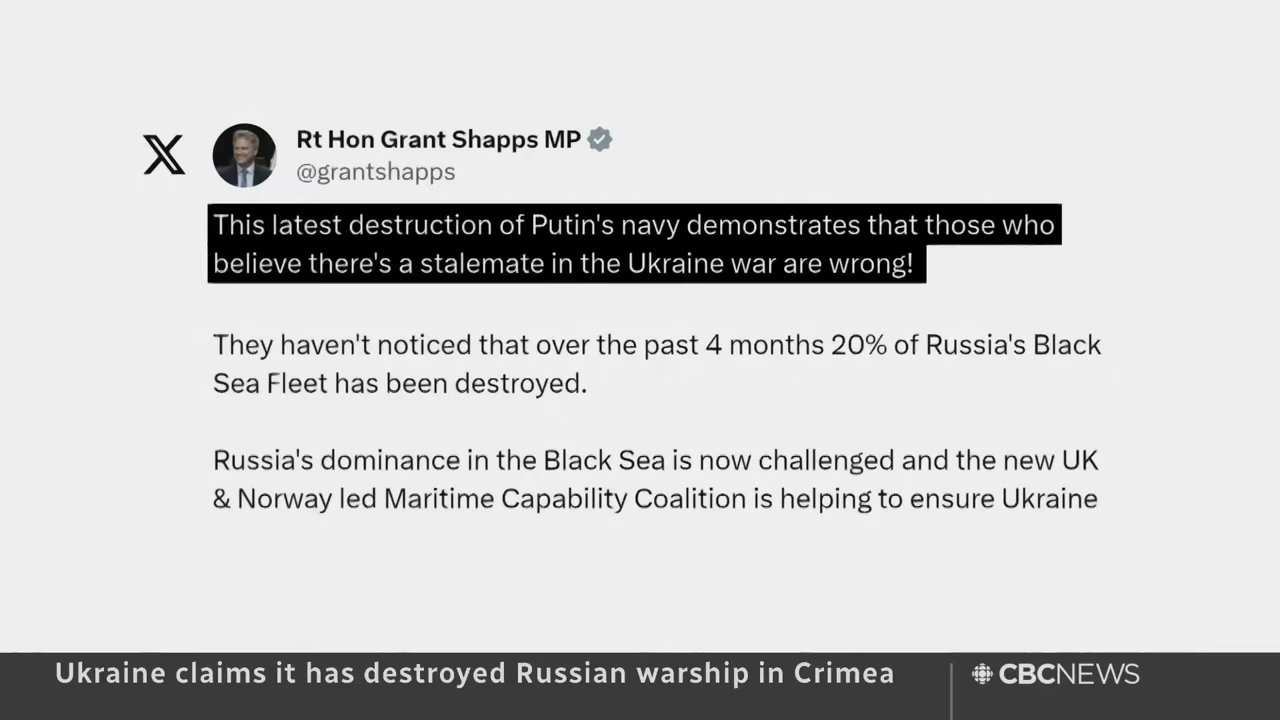 Rt Hon Grant Shapps MP
@grantshapps
This latest destruction of Putin's navy demonstrates that those who
believe there's a stalemate in the Ukraine war are wrong!
They haven't noticed that over the past 4 months 20% of Russia's Black
Sea Fleet has been destroyed.
Russia's dominance in the Black Sea is now challenged and the new UK
& Norway led Maritime Capability Coalition is helping to ensure Ukraine
Ukraine claims it has destroyed Russian warship in Crimea
CBCNEWS